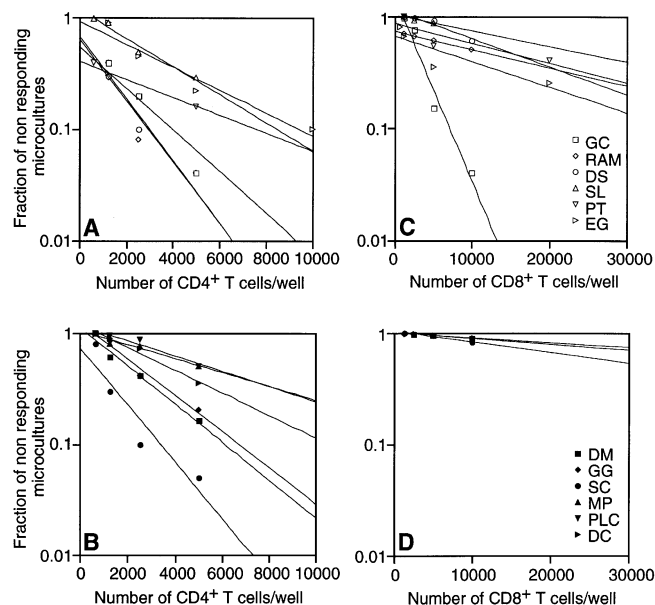 1
0.1
0.01
Fraction of non responding
microcultures
A
0 2000 4000 6000 8000 10000
Number of CD4+ T cells/well
1
0.1
0.01
C
GC
RAM
DS
SL
PT
EG
0 10000 20000 30000
Number of CD8+ T cells/well
1
0.1
0.01
Fraction of non responding
microcultures
B
0 2000 4000 6000 8000 10000
Number of CD4+ T cells/well
1
0.1
0.01
D
DM
GG
SC
MP
PLC
DC
0 10000 20000 30000
Number of CD8+ T cells/well